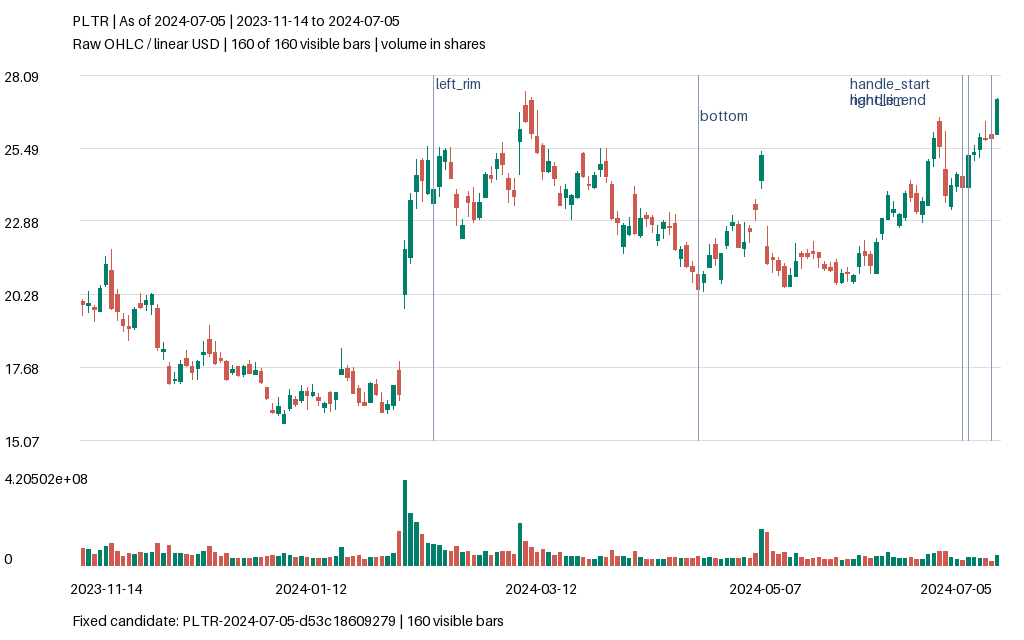 PLTR | As of 2024-07-05 | 2023-11-14 to 2024-07-05
Raw OHLC / linear USD | 160 of 160 visible bars | volume in shares
28.09
left_rim
handle_start
handle_end
right_rim
bottom
25.49
22.88
20.28
17.68
15.07
4.20502e+08
0
2023-11-14
2024-01-12
2024-03-12
2024-05-07
2024-07-05
Fixed candidate: PLTR-2024-07-05-d53c18609279 | 160 visible bars